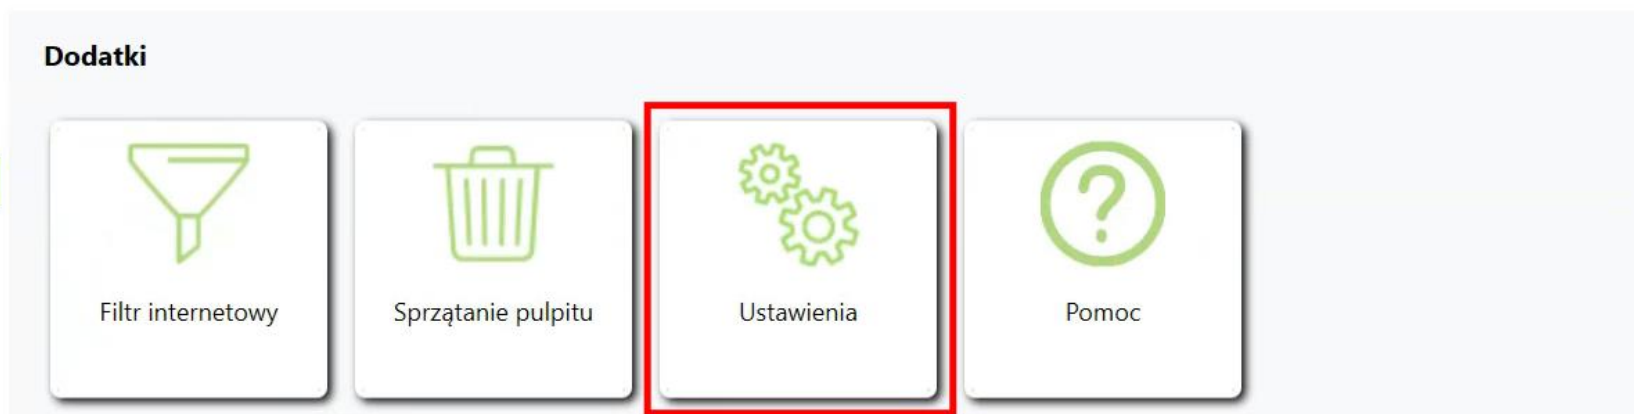 Dodatki
Filtr internetowy
Sprzątanie pulpitu
Ustawienia
Pomoc